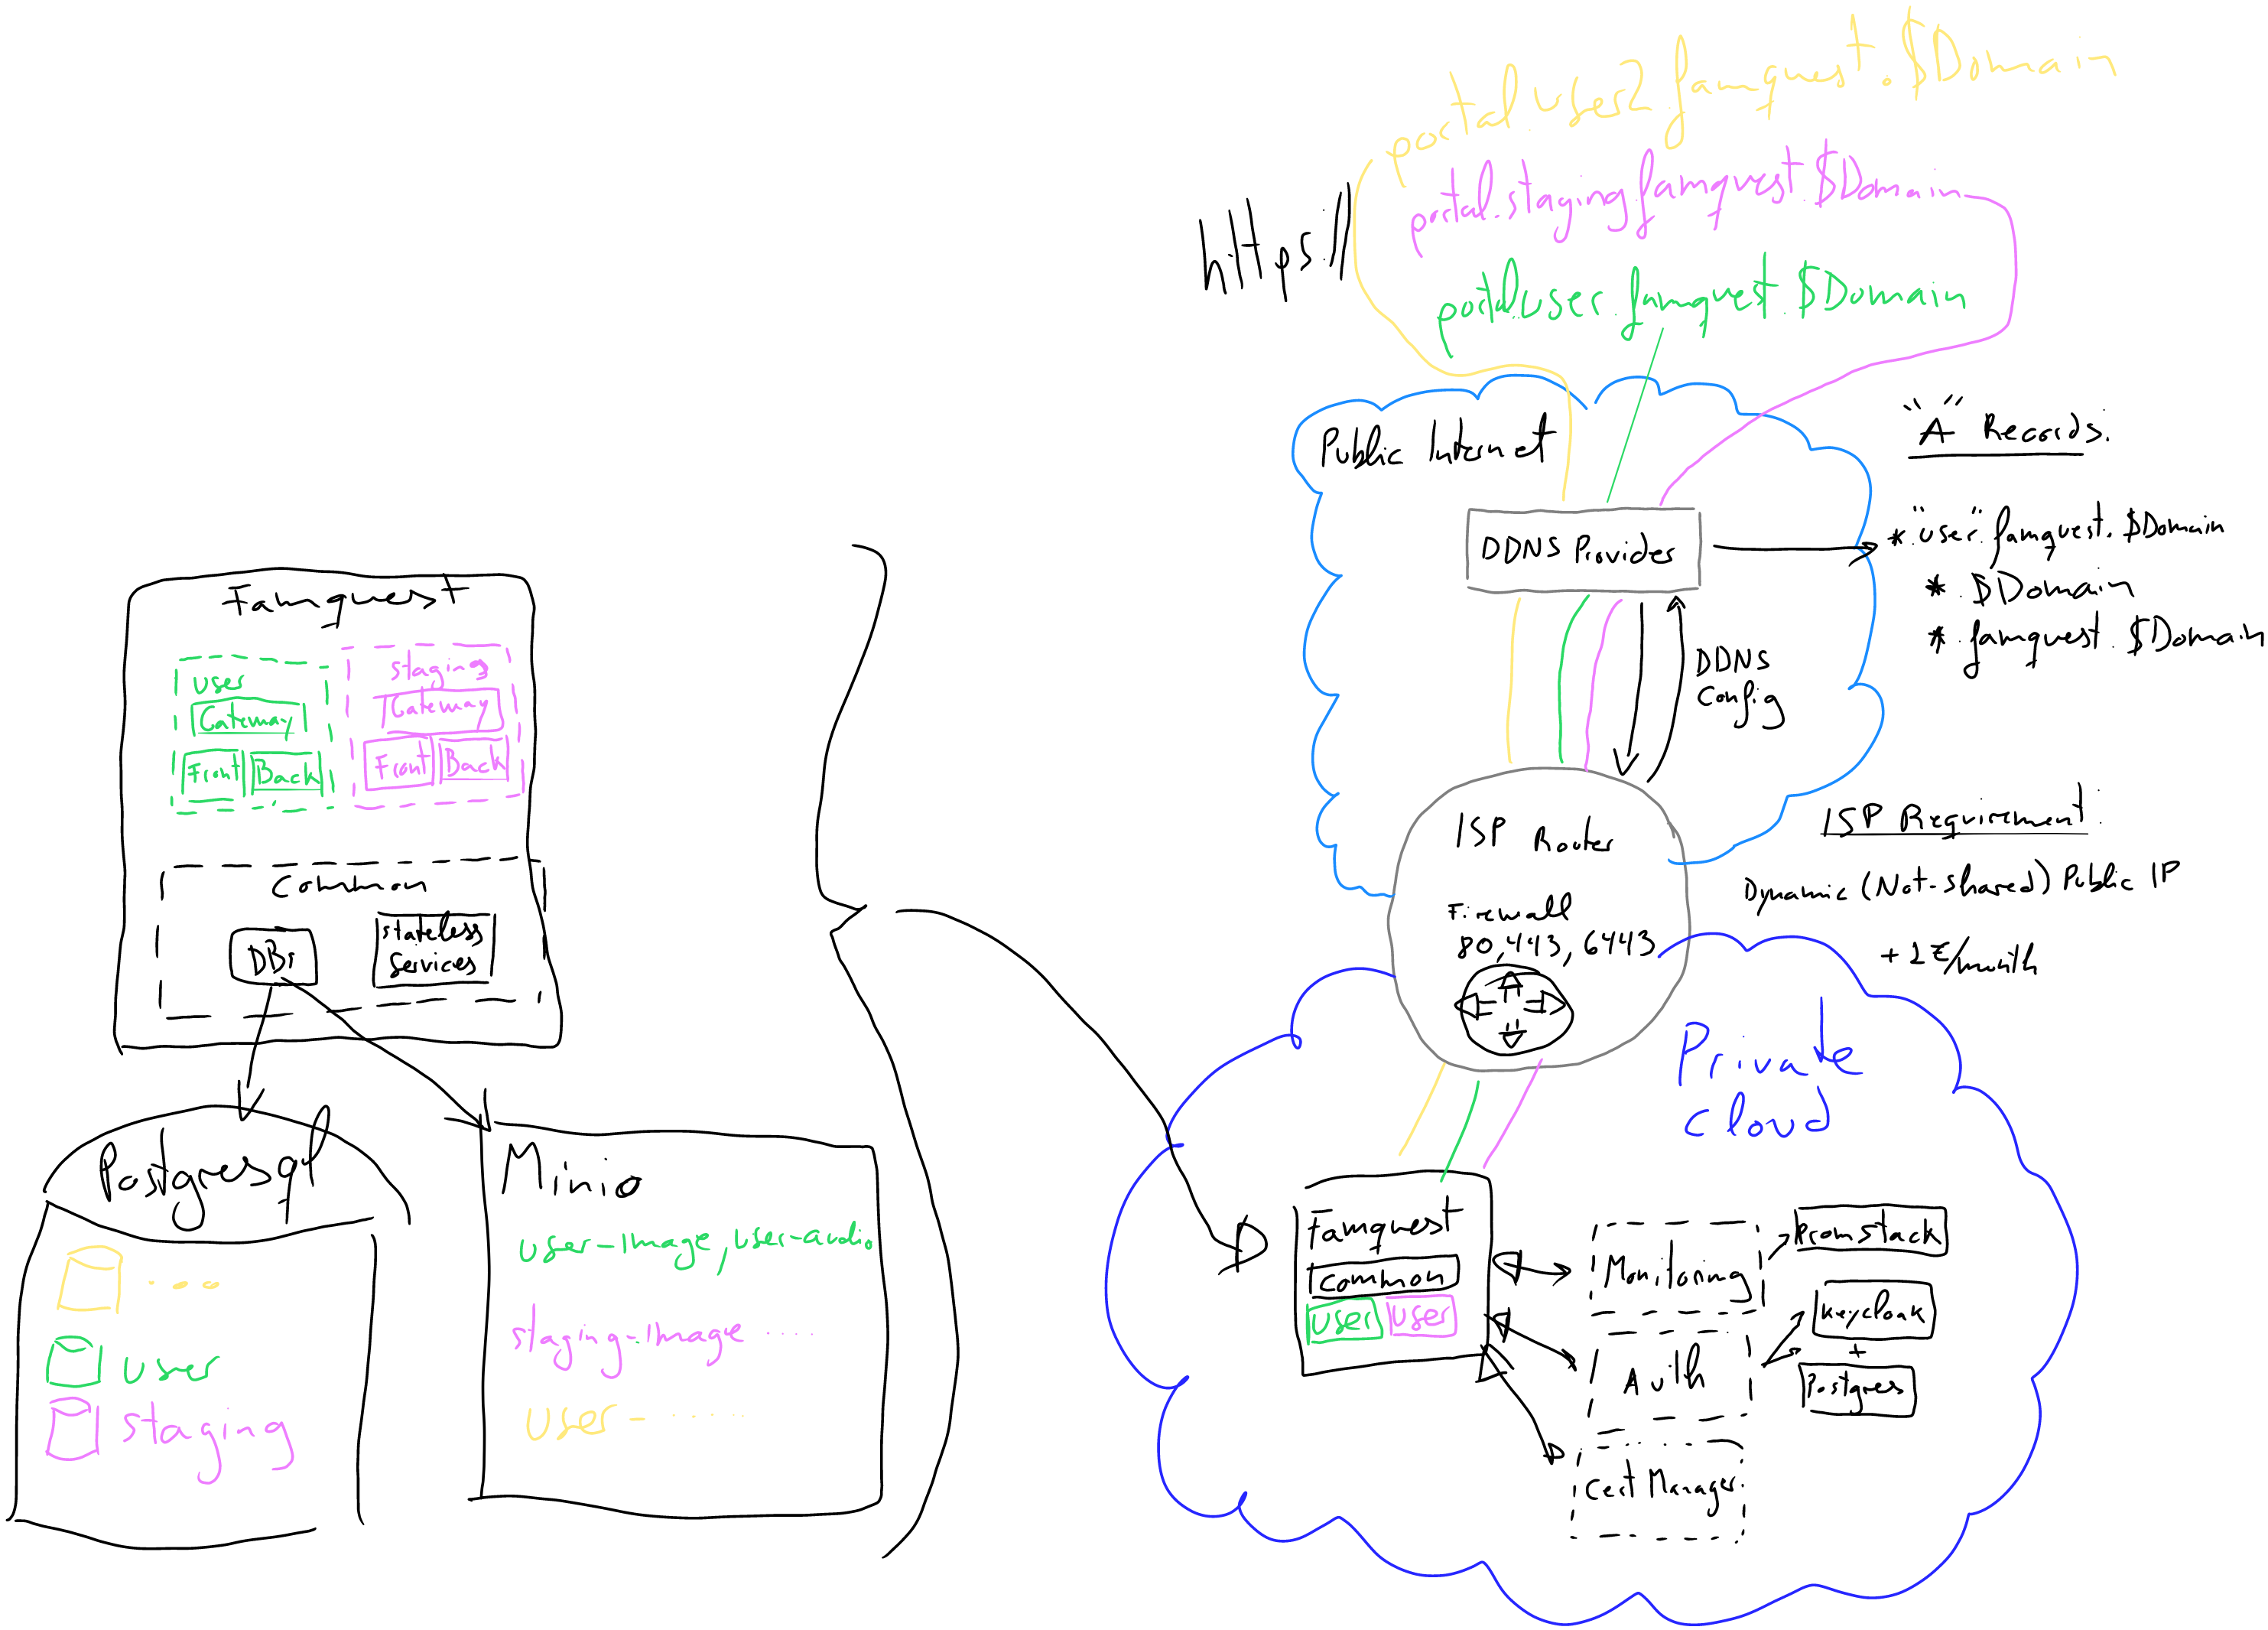 https://
portal.user2.famquest.$Domain
portal.staging.famquest.$Domain
portal.user.famquest.$Domain
Public Internet
"A" Records.
DDNS Provider
*."user".famquest.$Domain
*.$Domain
*.famquest.$Domain
DDNS
Config
ISP Router
Firewall
80,443,6443
ISP Requirement:
Dynamic (Not-shared) Public IP
+2€/month
Private
Cloud
Famquest
Common
User
User
Monitoring
Promstack
Auth
Keycloak
+
Postgres
Cert Manager
Famquest
user
Gateway
Front
Back
staging
Gateway
Front
Back
Common
DBs
Stateless
Services
Postgresql
...
user
staging
Minio
user-image, user-audio
staging-image ....
user- ......